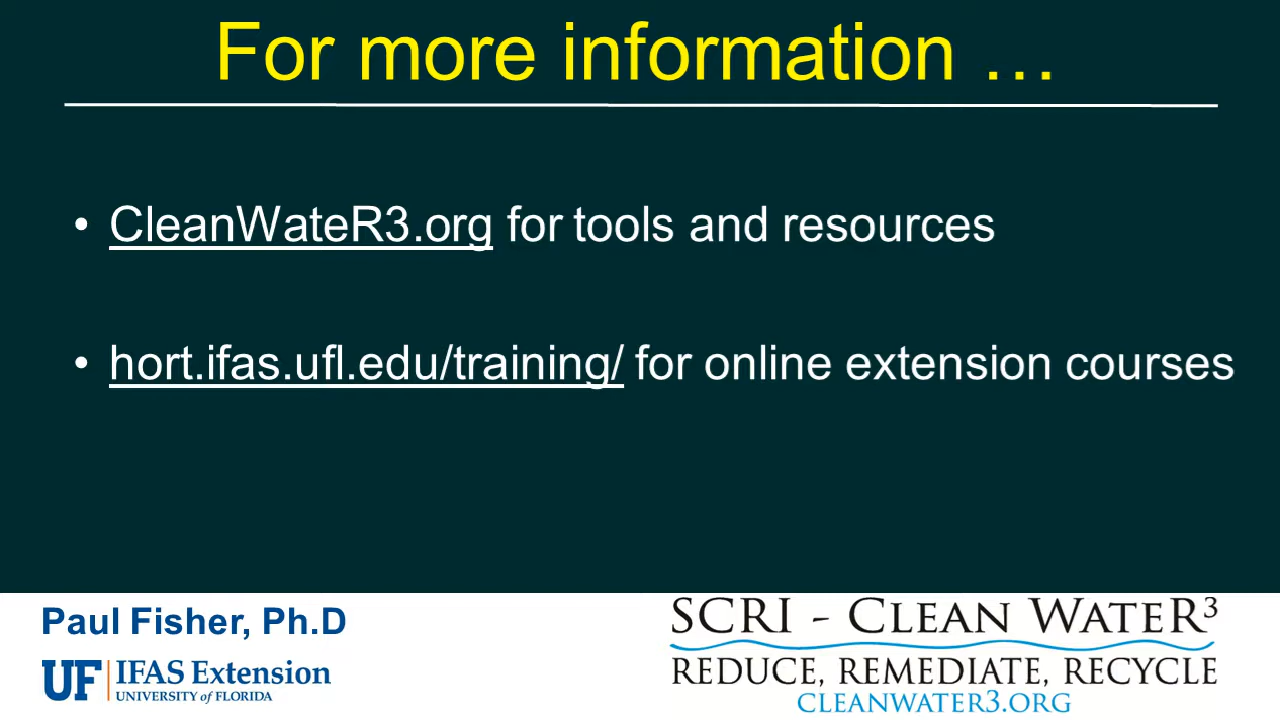 For more information …
• CleanWateR3.org for tools and resources
• hort.ifas.ufl.edu/training/ for online extension courses
Paul Fisher, Ph.D
UF | IFAS Extension
UNIVERSITY of FLORIDA
SCRI - CLEAN WATER³
REDUCE, REMEDIATE, RECYCLE
CLEANWATER3.ORG